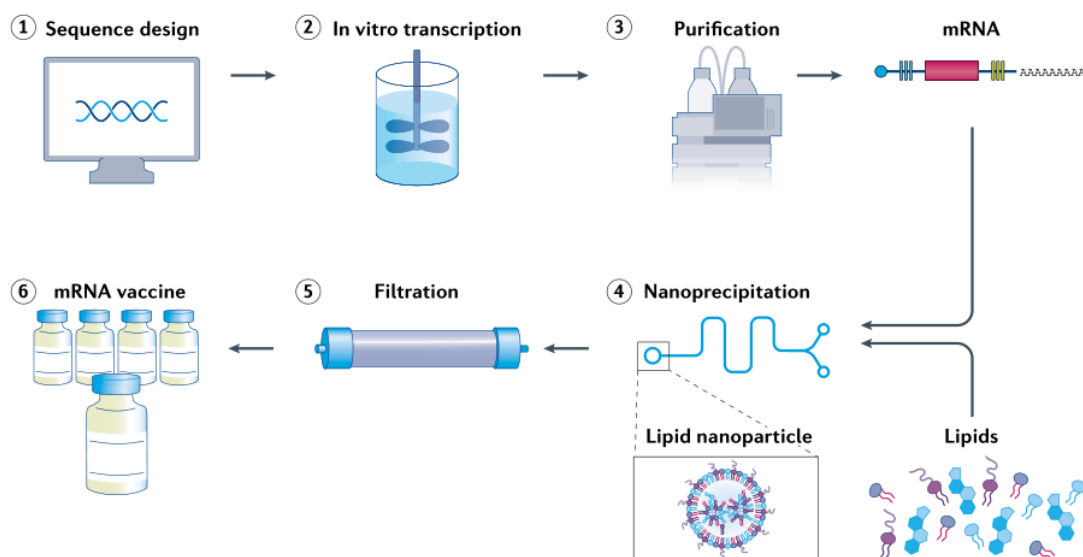 1 Sequence design
2 In vitro transcription
3 Purification
mRNA
AAAAAAAAA
6 mRNA vaccine
5 Filtration
4 Nanoprecipitation
Lipid nanoparticle
Lipids